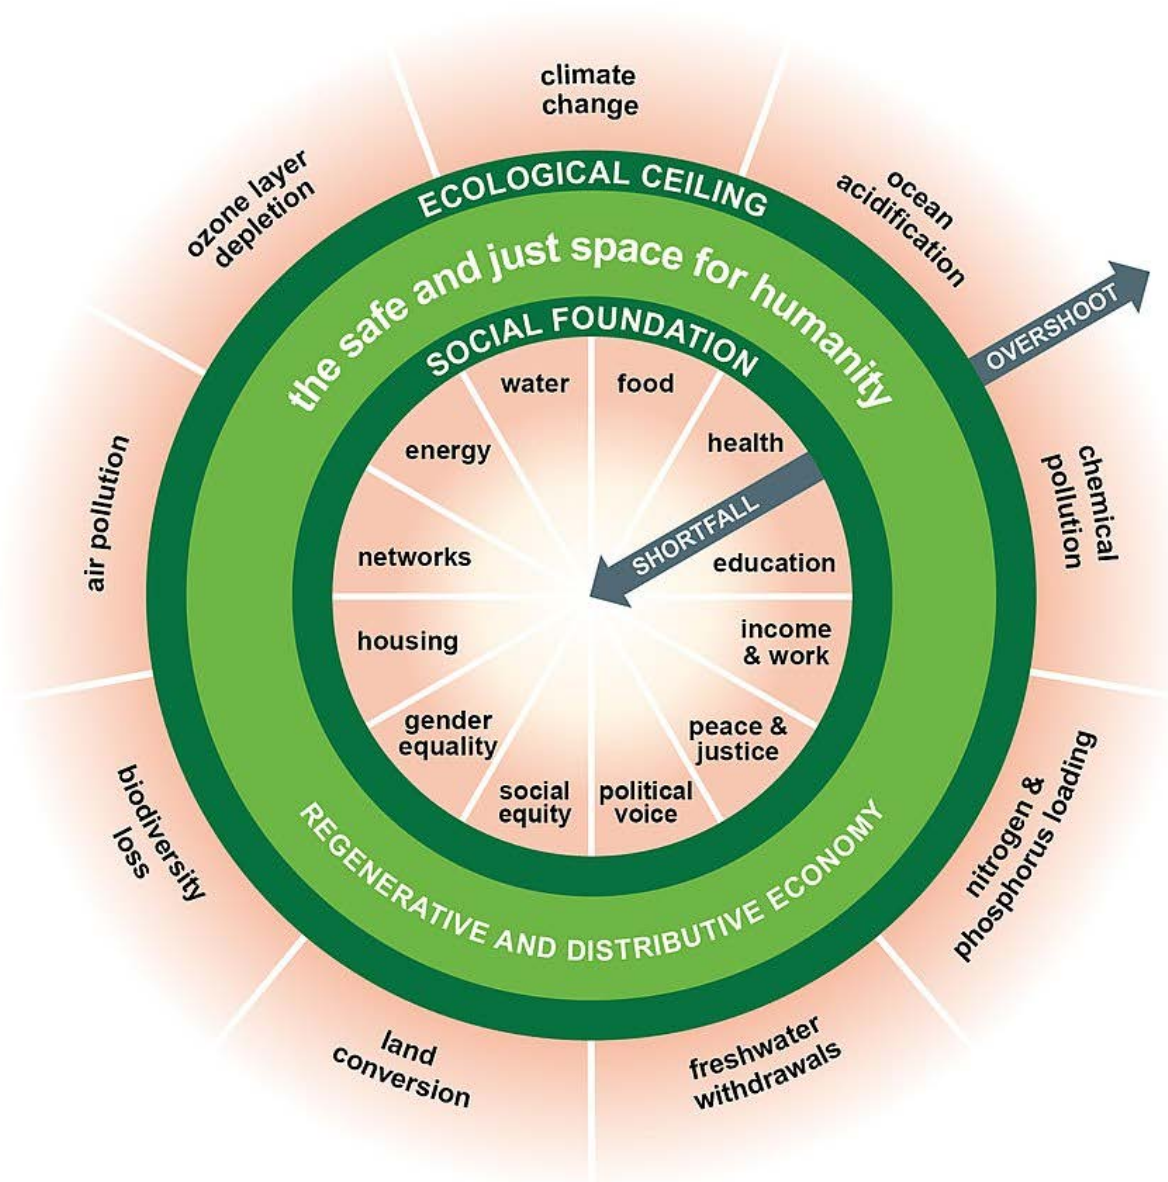 climate
change
ocean
acidification
OVERSHOOT
chemical
pollution
nitrogen &
phosphorus loading
freshwater
withdrawals
land
conversion
biodiversity
loss
air pollution
ozone layer
depletion
ECOLOGICAL CEILING
the safe and just space for humanity
SOCIAL FOUNDATION
water
food
health
SHORTFALL
education
income
& work
peace &
justice
political
voice
social
equity
gender
equality
housing
networks
energy
REGENERATIVE AND DISTRIBUTIVE ECONOMY